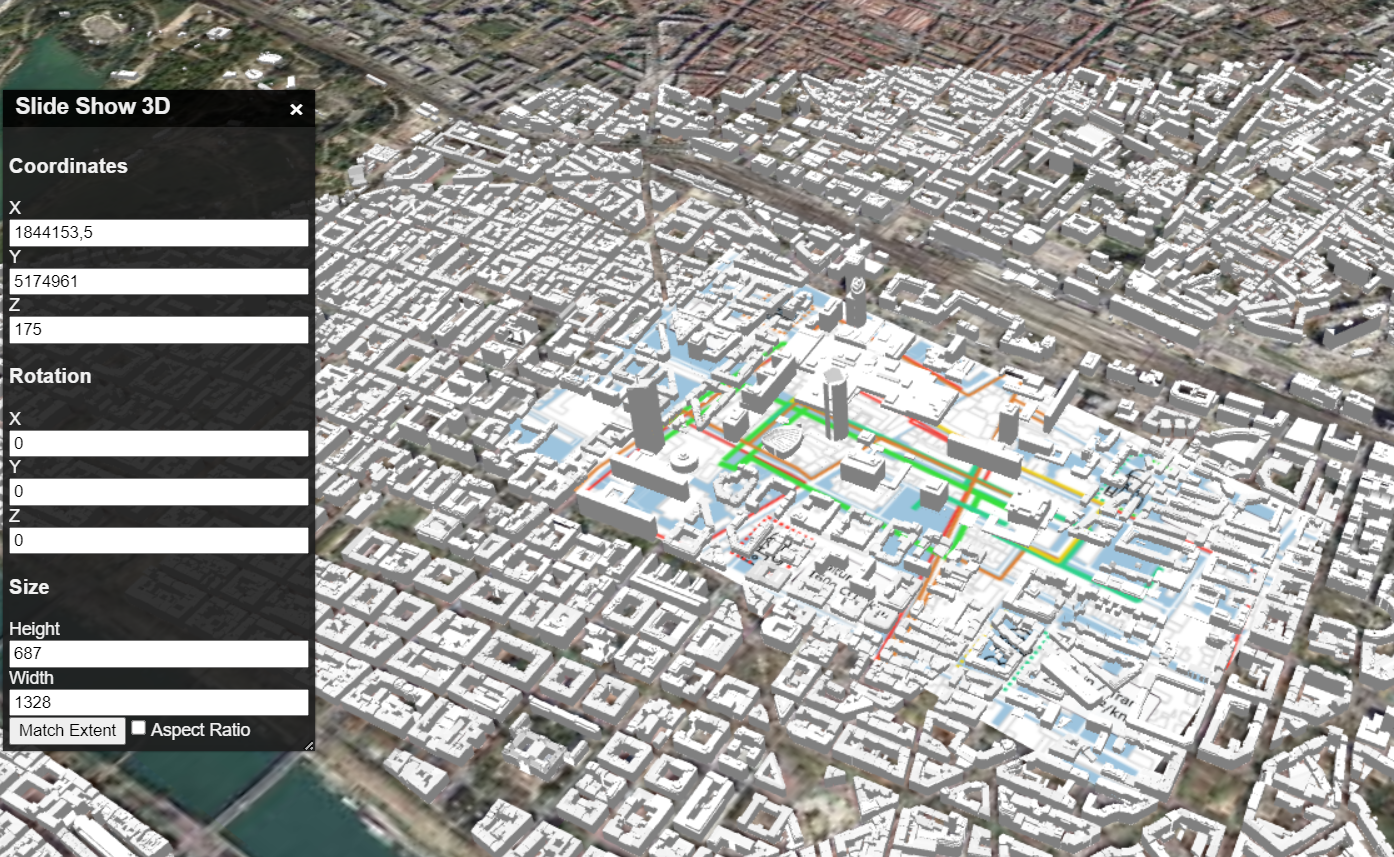 Slide Show 3D
×
Coordinates
X
1844153,5
Y
5174961
Z
175
Rotation
X
0
Y
0
Z
0
Size
Height
687
Width
1328
Match Extent
Aspect Ratio